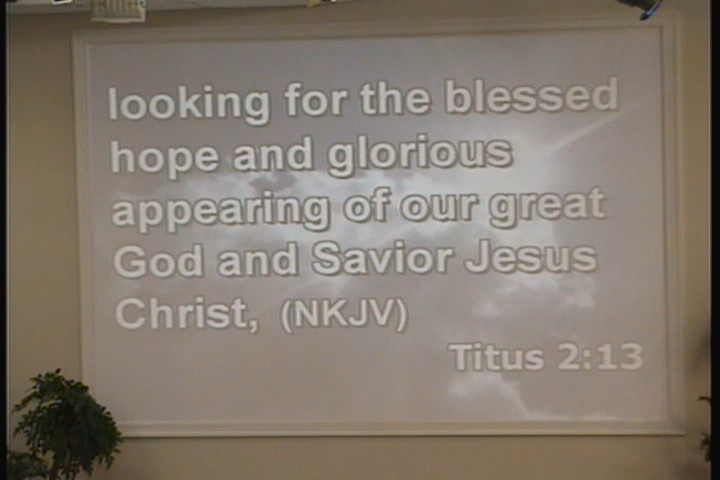 looking for the blessed
hope and glorious
appearing of our great
God and Savior Jesus
Christ, (NKJV)
Titus 2:13